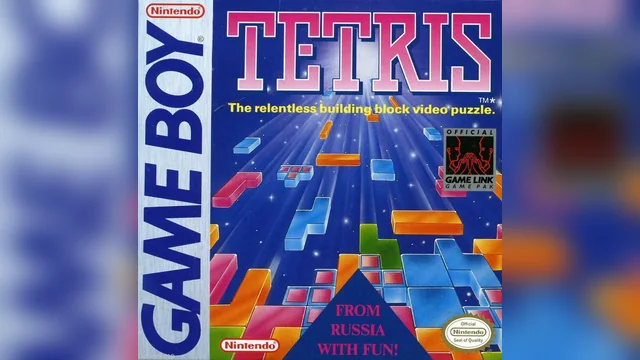 Nintendo
GAME BOY
®
TETRIS
TM*
The relentless building block video puzzle.
OFFICIAL
GAME LINK
GAME PAK
FROM
RUSSIA
WITH FUN!
Nintendo
Official
Nintendo
Seal of Quality